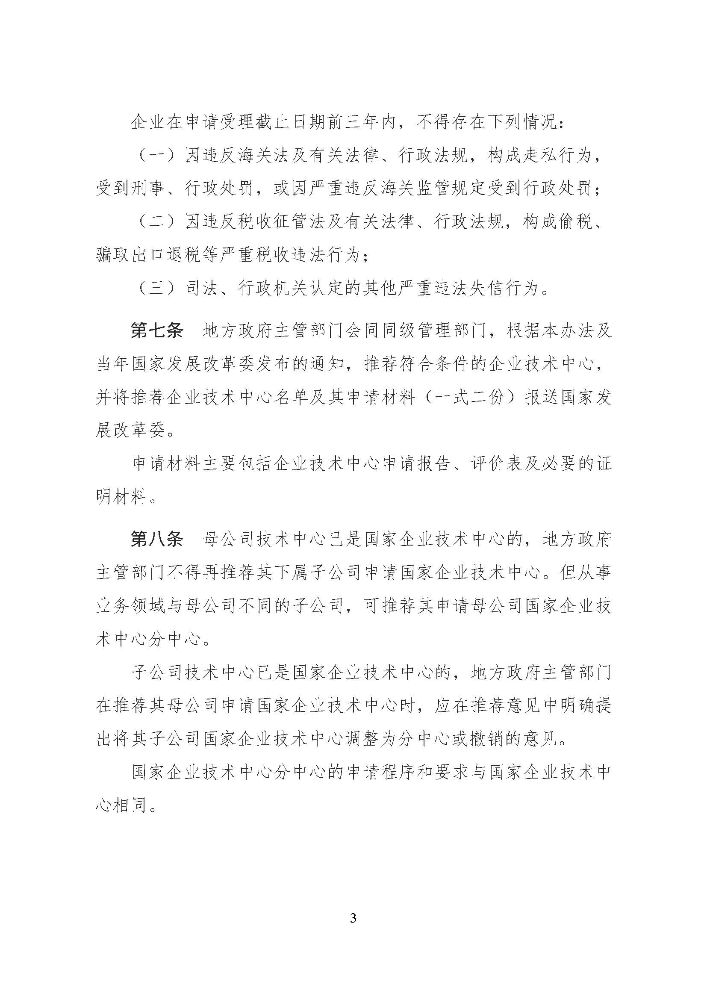 企业在申请受理截止日期前三年内，不得存在下列情况：
（一）因违反海关法及有关法律、行政法规，构成走私行为，
受到刑事、行政处罚，或因严重违反海关监管规定受到行政处罚；
（二）因违反税收征管法及有关法律、行政法规，构成偷税、
骗取出口退税等严重税收违法行为；
（三）司法、行政机关认定的其他严重违法失信行为。
第七条　地方政府主管部门会同同级管理部门，根据本办法及
当年国家发展改革委发布的通知，推荐符合条件的企业技术中心，
并将推荐企业技术中心名单及其申请材料（一式二份）报送国家发
展改革委。
申请材料主要包括企业技术中心申请报告、评价表及必要的证
明材料。
第八条　母公司技术中心已是国家企业技术中心的，地方政府
主管部门不得再推荐其下属子公司申请国家企业技术中心。但从事
业务领域与母公司不同的子公司，可推荐其申请母公司国家企业技
术中心分中心。
子公司技术中心已是国家企业技术中心的，地方政府主管部门
在推荐其母公司申请国家企业技术中心时，应在推荐意见中明确提
出将其子公司国家企业技术中心调整为分中心或撤销的意见。
国家企业技术中心分中心的申请程序和要求与国家企业技术中
心相同。
3